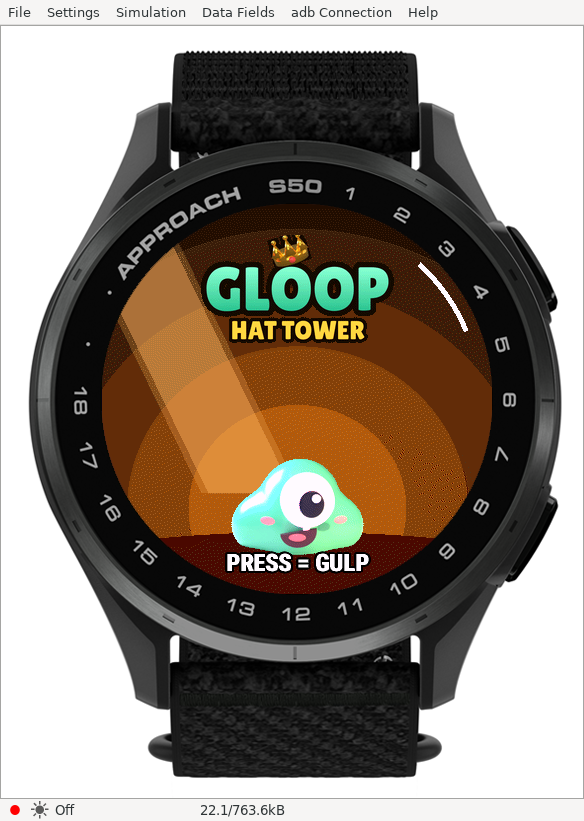 File Settings Simulation Data Fields adb Connection Help
APPROACH S50 1 2 3 4 5 6 7 8 9 10 11 12 13 14 15 16 17 18
GLOOP
HAT TOWER
PRESS = GULP
Off 22.1/763.6kB